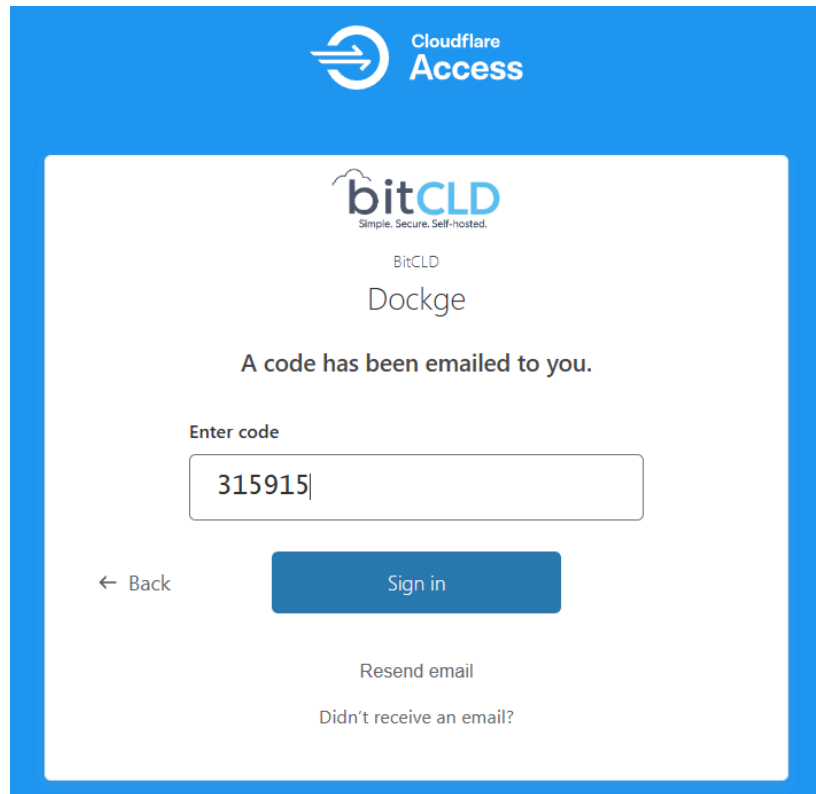 Cloudflare
Access
bitCLD
Simple. Secure. Self-hosted.
BitCLD
Dockge
A code has been emailed to you.
Enter code
315915
← Back
Sign in
Resend email
Didn't receive an email?